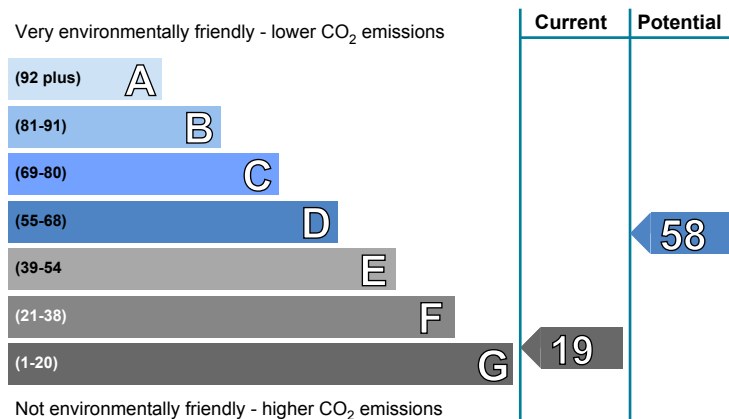 Current Potential
Very environmentally friendly - lower CO2 emissions
(92 plus) A
(81-91) B
(69-80) C
(55-68) D
58
(39-54 E
(21-38) F
(1-20) G
19
Not environmentally friendly - higher CO2 emissions